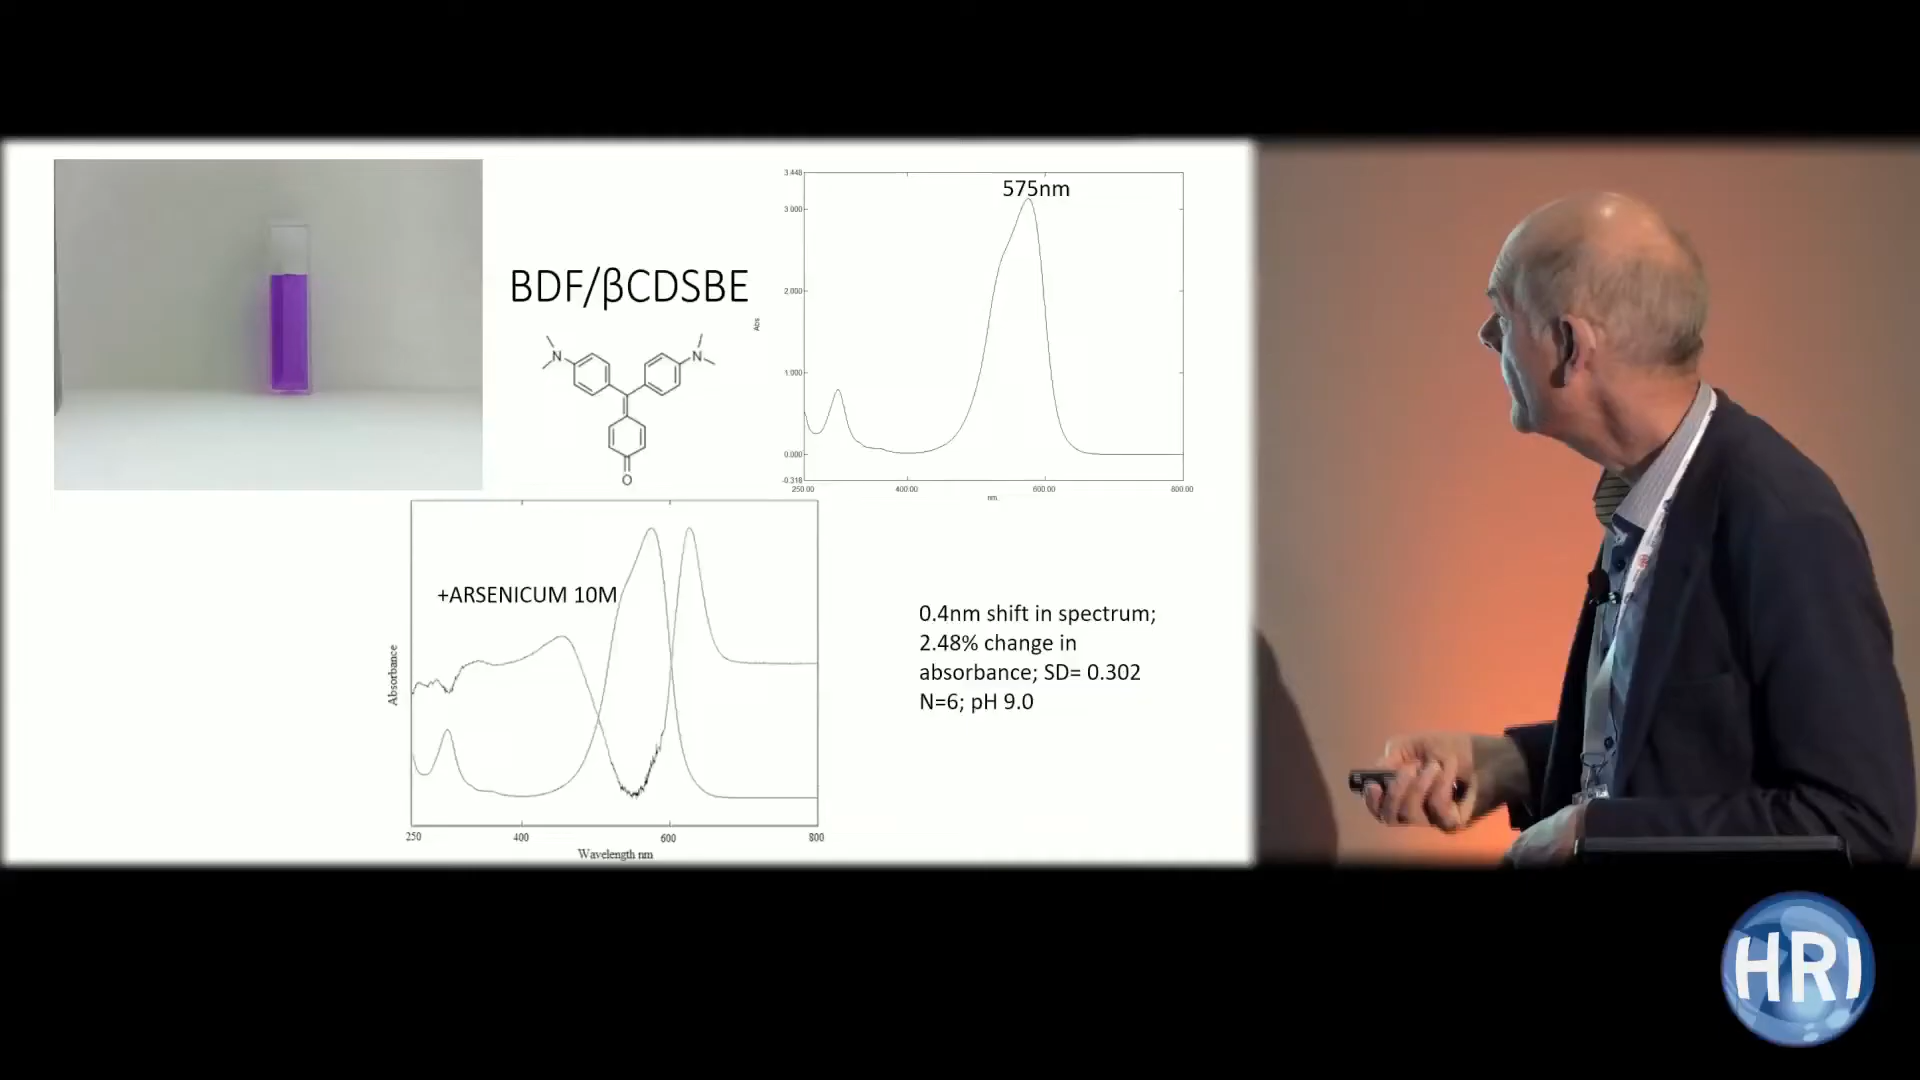 BDF/βCDSBE
N
N
O
575nm
3.448
3.000
2.000
1.000
0.000
-0.316
Abs
250.00
400.00
600.00
800.00
nm.
+ARSENICUM 10M
Absorbance
250
400
600
800
Wavelength nm
0.4nm shift in spectrum;
2.48% change in
absorbance; SD= 0.302
N=6; pH 9.0
HRI